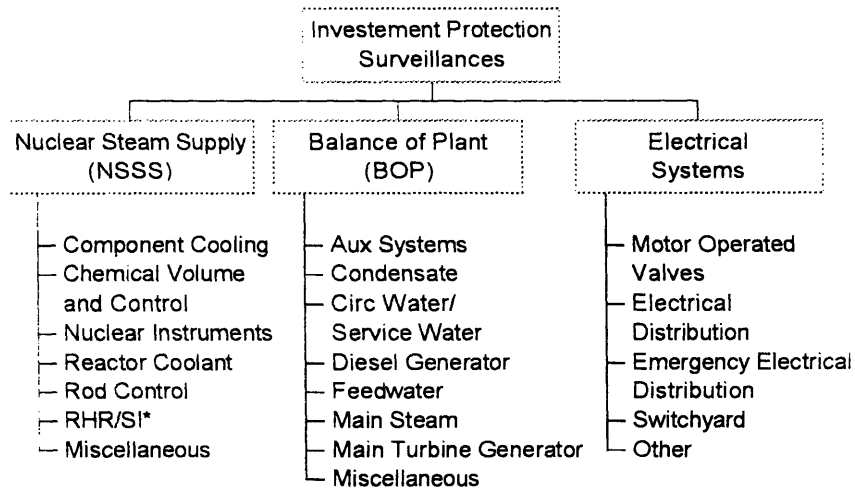 Investement Protection
Surveillances
Nuclear Steam Supply
(NSSS)
Component Cooling
Chemical Volume
and Control
Nuclear Instruments
Reactor Coolant
Rod Control
RHR/SI*
Miscellaneous
Balance of Plant
(BOP)
Aux Systems
Condensate
Circ Water/
Service Water
Diesel Generator
Feedwater
Main Steam
Main Turbine Generator
Miscellaneous
Electrical
Systems
Motor Operated
Valves
Electrical
Distribution
Emergency Electrical
Distribution
Switchyard
Other